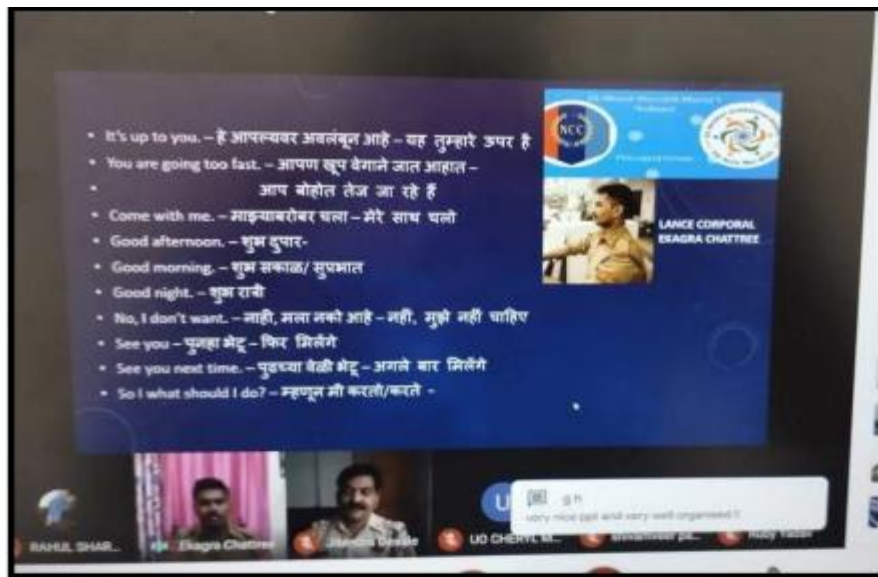 • It's up to you. – हे आपल्यावर अवलंबून आहे – यह तुम्हारे उपर है
• You are going too fast. – आपण खूप वेगाने जात आहात –
• आप बोहोत तेज जा रहे हैं
• Come with me. – माझ्याबरोबर चला – मेरे साथ चलो
• Good afternoon. – शुभ दुपार-
• Good morning. – शुभ सकाळ/ सुप्रभात
• Good night. – शुभ रात्री
• No, I don't want. – नाही, मला नको आहे – नहीं, मुझे नहीं चाहिए
• See you – पुनहा भेटू – फिर मिलेंगे
• See you next time. – पुढच्या वेळी भेटू – अगले बार मिलेंगे
• So I what should I do? – म्हणून मी करतो/करते -
NCC
LANCE CORPORAL
EKAGRA CHATTREE
RAHUL SHAR...
Ekagra Chattree
U
UO CHERYL M...
g h
very nice ppt and very well organised !!